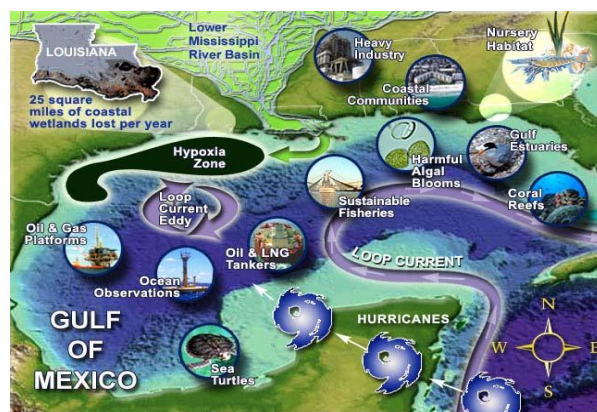 LOUISIANA
25 square
miles of coastal
wetlands lost per year
Lower
Mississippi
River Basin
Heavy
Industry
Coastal
Communities
Nursery
Habitat
Hypoxia
Zone
Harmful
Algal
Blooms
Gulf
Estuaries
Sustainable
Fisheries
Coral
Reefs
Loop
Current
Eddy
Oil & Gas
Platforms
Ocean
Observations
Oil & LNG
Tankers
LOOP CURRENT
GULF
OF
MEXICO
Sea
Turtles
HURRICANES
N
W
E
S